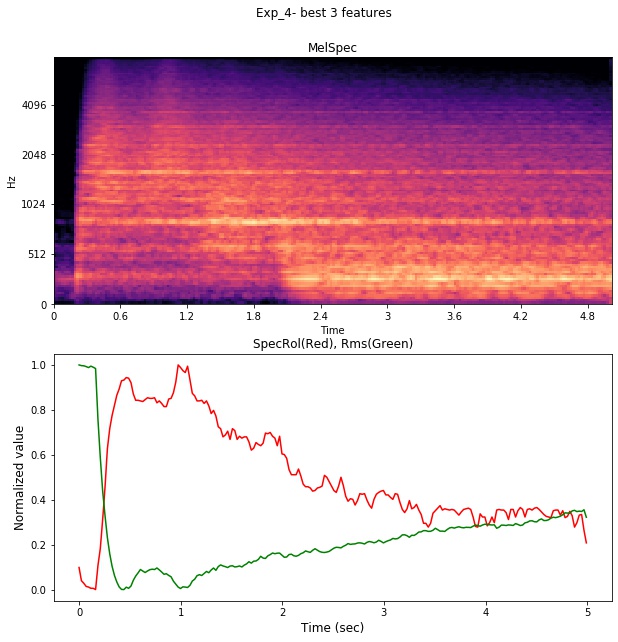 Exp_4- best 3 features
MelSpec
4096
2048
1024
512
0
Hz
0 0.6 1.2 1.8 2.4 3 3.6 4.2 4.8
Time
SpecRol(Red), Rms(Green)
1.0
0.8
0.6
0.4
0.2
0.0
Normalized value
0 1 2 3 4 5
Time (sec)